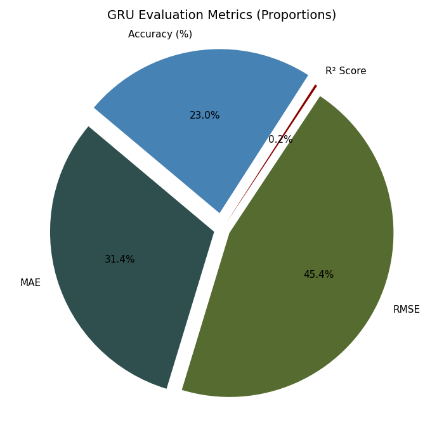 GRU Evaluation Metrics (Proportions)
Accuracy (%)
R² Score
23.0%
0.2%
31.4%
45.4%
MAE
RMSE